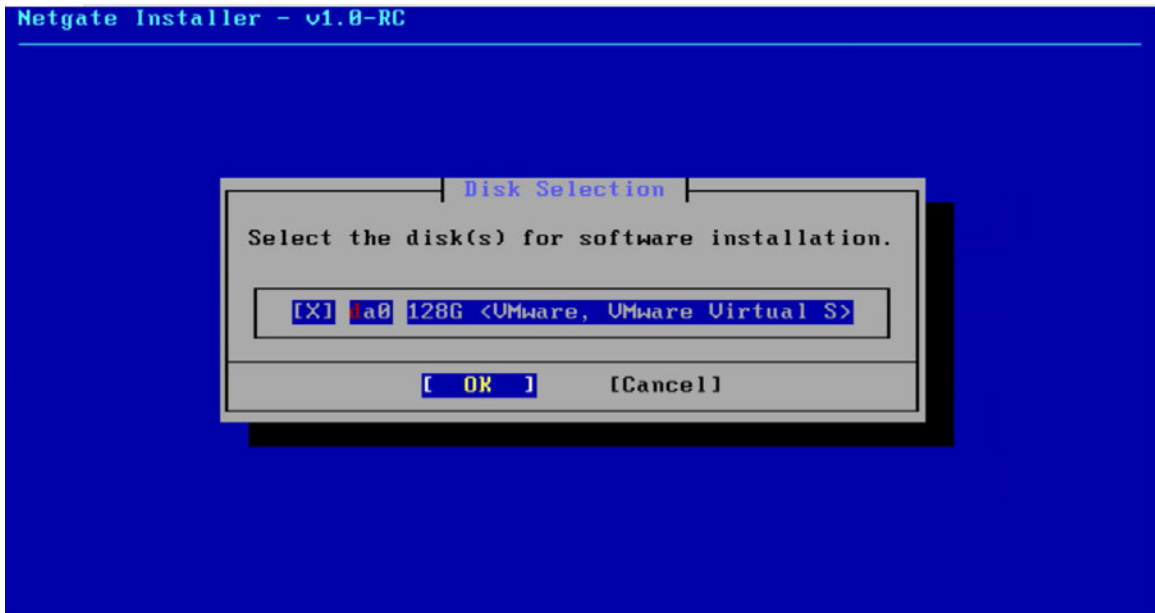 Netgate Installer - v1.0-RC
Disk Selection
Select the disk(s) for software installation.
[X] da0 128G <VMware, VMware Virtual S>
[ OK ] [Cancel]